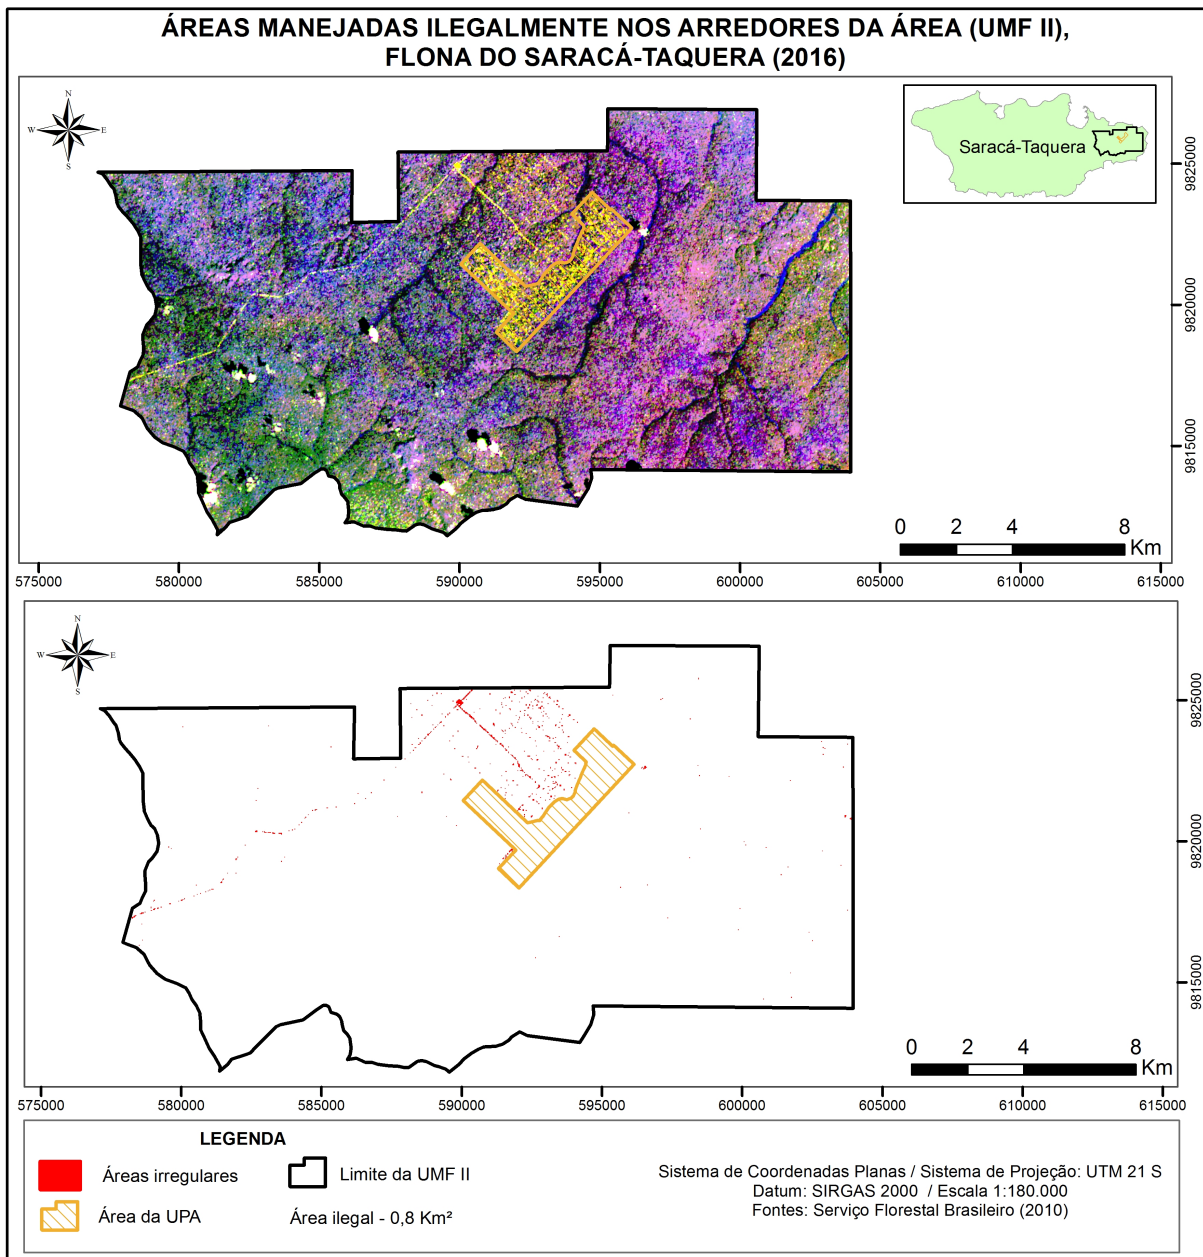 ÁREAS MANEJADAS ILEGALMENTE NOS ARREDORES DA ÁREA (UMF II),
FLONA DO SARACÁ-TAQUERA (2016)
N
W E
S
Saracá-Taquera
9825000
9820000
9815000
0 2 4 8
Km
575000 580000 585000 590000 595000 600000 605000 610000 615000
N
W E
S
9825000
9820000
9815000
0 2 4 8
Km
575000 580000 585000 590000 595000 600000 605000 610000 615000
LEGENDA
Áreas irregulares
Limite da UMF II
Área da UPA
Área ilegal - 0,8 Km²
Sistema de Coordenadas Planas / Sistema de Projeção: UTM 21 S
Datum: SIRGAS 2000 / Escala 1:180.000
Fontes: Serviço Florestal Brasileiro (2010)